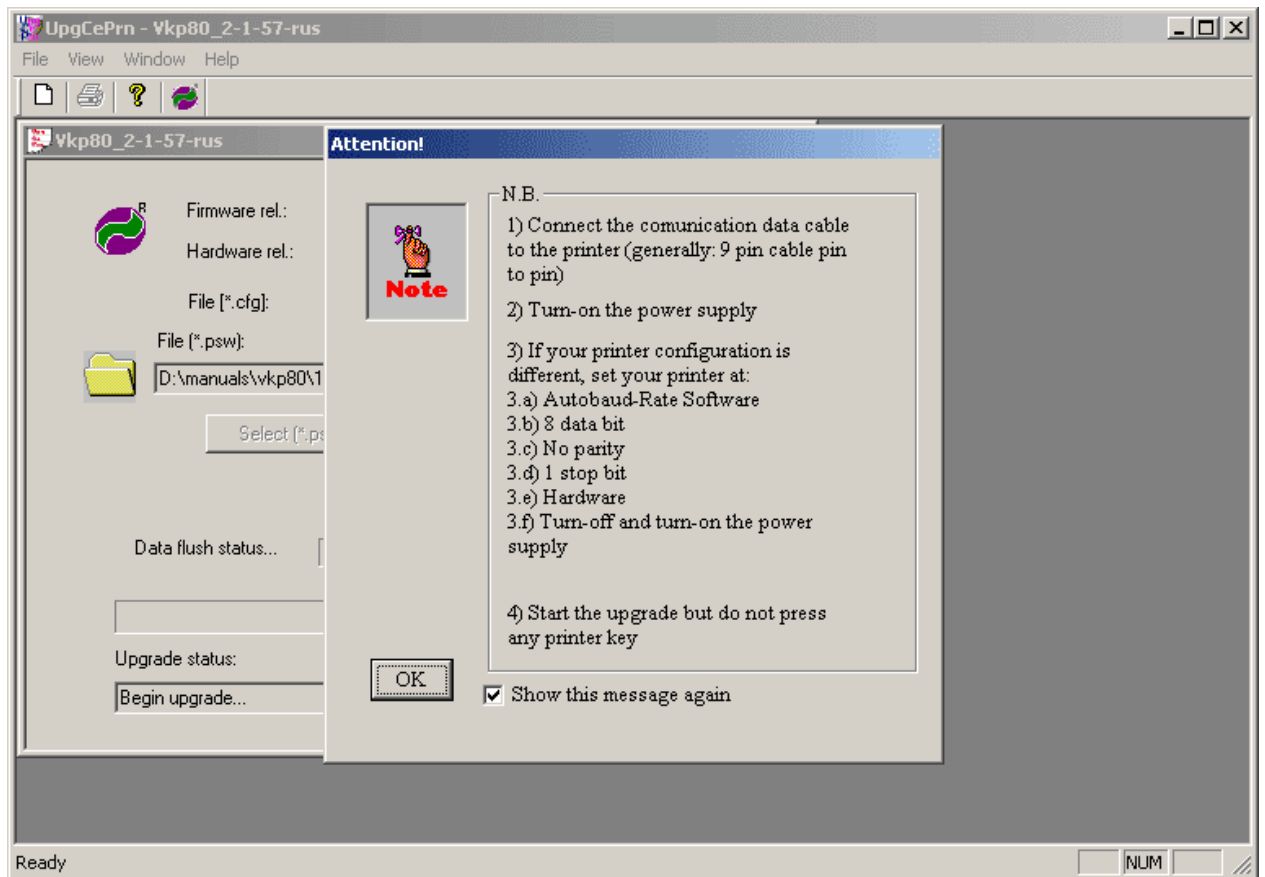 UpgCePrn - Vkp80_2-1-57-rus
File View Window Help
Vkp80_2-1-57-rus
R
Firmware rel.:
Hardware rel.:
File [*.cfg]:
File (*.psw):
D:\manuals\vkp80\1
Select (*.ps
Data flush status...
Upgrade status:
Begin upgrade...
Attention!
Note
N.B.
1) Connect the comunication data cable
to the printer (generally: 9 pin cable pin
to pin)
2) Turn-on the power supply
3) If your printer configuration is
different, set your printer at:
3.a) Autobaud-Rate Software
3.b) 8 data bit
3.c) No parity
3.d) 1 stop bit
3.e) Hardware
3.f) Turn-off and turn-on the power
supply
4) Start the upgrade but do not press
any printer key
OK
Show this message again
Ready
NUM